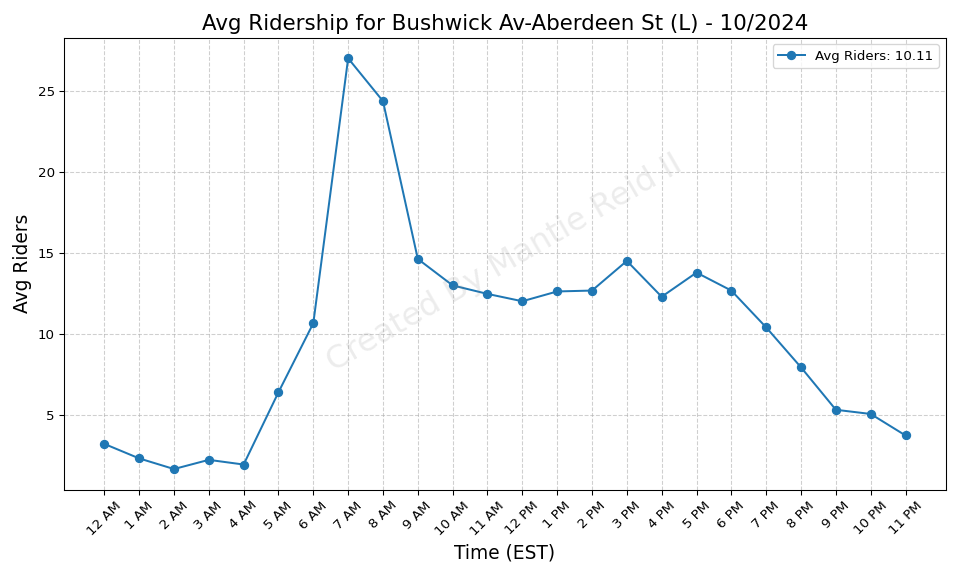 Avg Ridership for Bushwick Av-Aberdeen St (L) - 10/2024
Avg Riders: 10.11
Avg Riders
25
20
15
10
5
Created By Mantie Reid II
12 AM
1 AM
2 AM
3 AM
4 AM
5 AM
6 AM
7 AM
8 AM
9 AM
10 AM
11 AM
12 PM
1 PM
2 PM
3 PM
4 PM
5 PM
6 PM
7 PM
8 PM
9 PM
10 PM
11 PM
Time (EST)